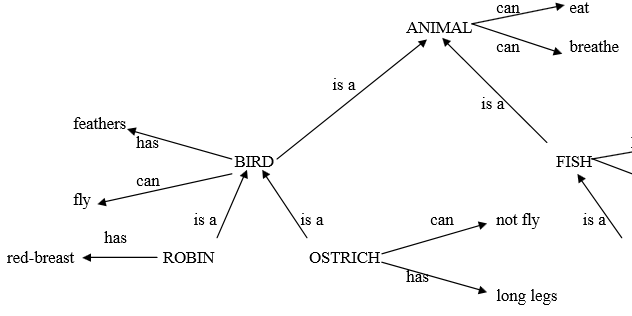 can
eat
ANIMAL
can
breathe
is a
is a
feathers
has
BIRD
FISH
can
fly
is a
is a
can
not fly
is a
has
red-breast
ROBIN
OSTRICH
has
long legs